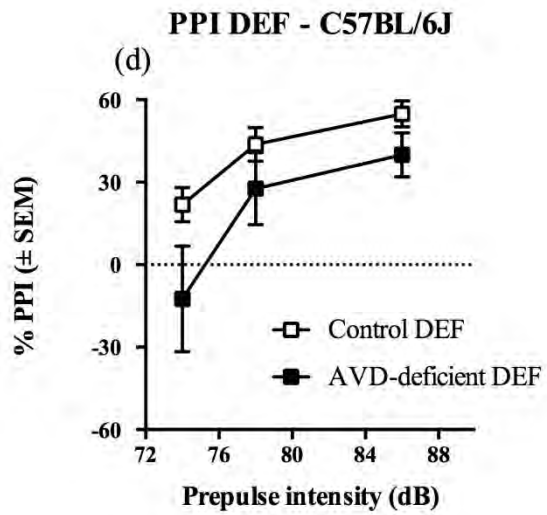 PPI DEF - C57BL/6J
(d)
60
30
0
-30
-60
% PPI (± SEM)
Control DEF
AVD-deficient DEF
72 76 80 84 88
Prepulse intensity (dB)